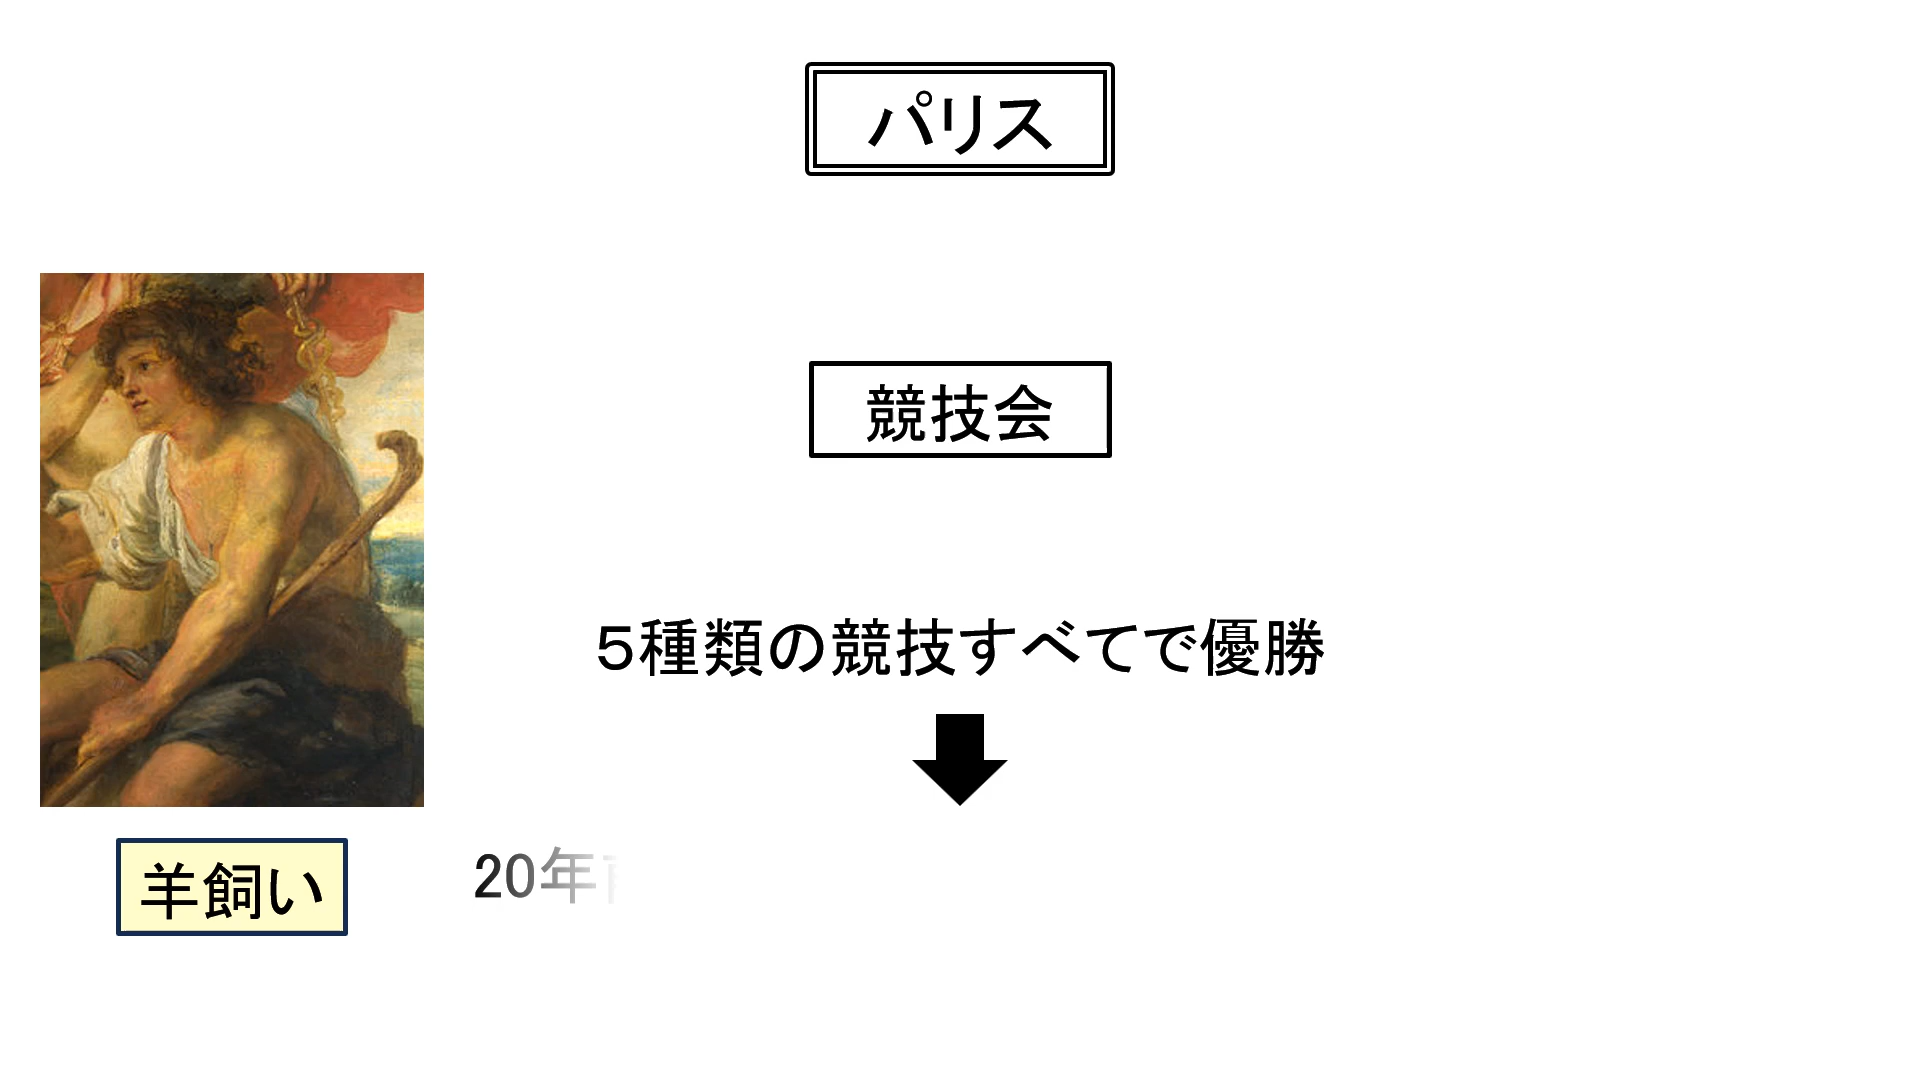 パリス
競技会
５種類の競技すべてで優勝
羊飼い
20年